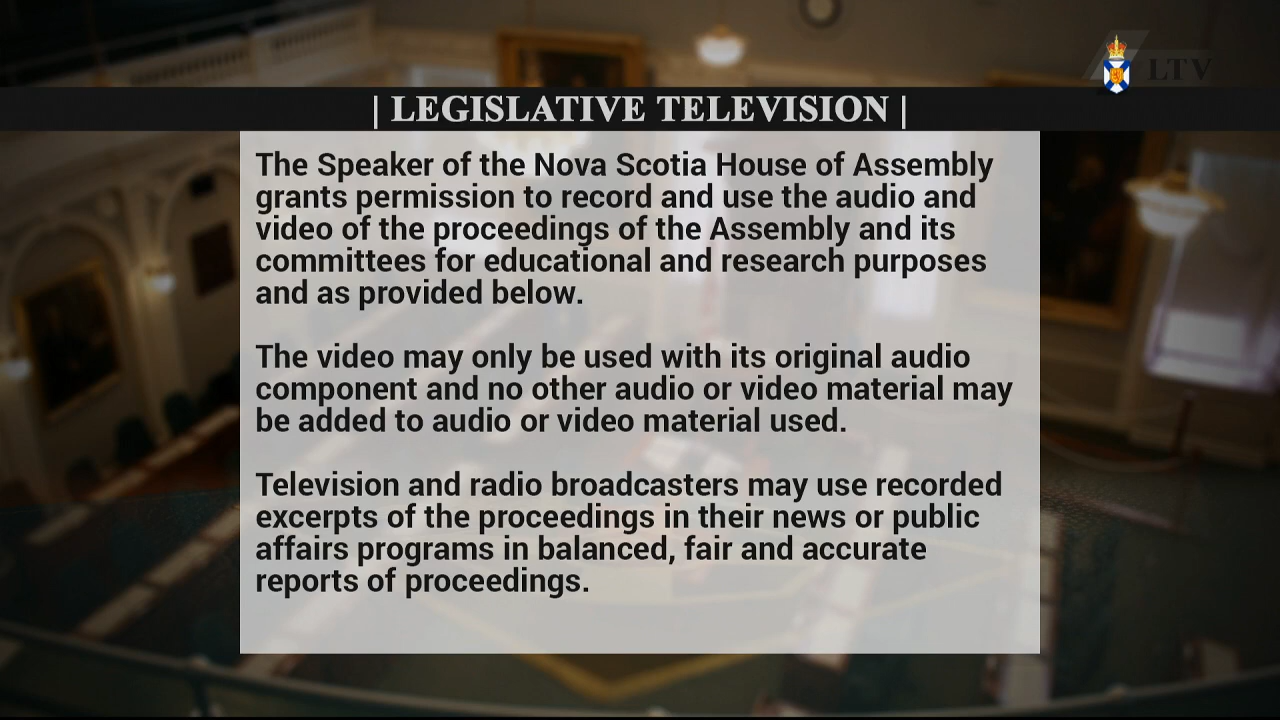 LTV
| LEGISLATIVE TELEVISION |
The Speaker of the Nova Scotia House of Assembly
grants permission to record and use the audio and
video of the proceedings of the Assembly and its
committees for educational and research purposes
and as provided below.
The video may only be used with its original audio
component and no other audio or video material may
be added to audio or video material used.
Television and radio broadcasters may use recorded
excerpts of the proceedings in their news or public
affairs programs in balanced, fair and accurate
reports of proceedings.